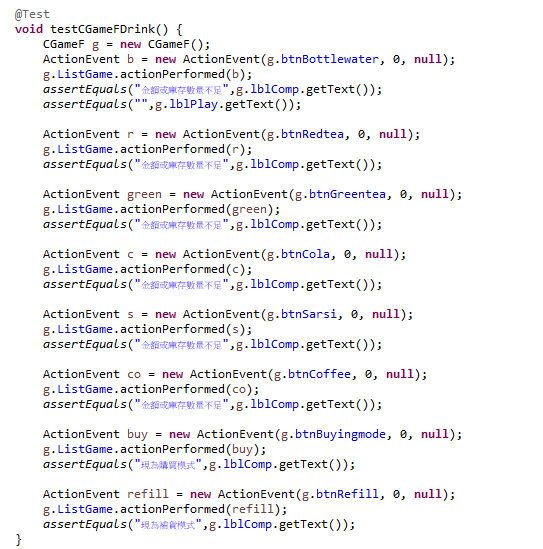 @Test
void testCGameFDrink() {
CGameF g = new CGameF();
ActionEvent b = new ActionEvent(g.btnBottlewater, 0, null);
g.ListGame.actionPerformed(b);
assertEquals("金額或庫存數量不足",g.lblComp.getText());
assertEquals("",g.lblPlay.getText());
ActionEvent r = new ActionEvent(g.btnRedtea, 0, null);
g.ListGame.actionPerformed(r);
assertEquals("金額或庫存數量不足",g.lblComp.getText());
ActionEvent green = new ActionEvent(g.btnGreentea, 0, null);
g.ListGame.actionPerformed(green);
assertEquals("金額或庫存數量不足",g.lblComp.getText());
ActionEvent c = new ActionEvent(g.btnCola, 0, null);
g.ListGame.actionPerformed(c);
assertEquals("金額或庫存數量不足",g.lblComp.getText());
ActionEvent s = new ActionEvent(g.btnSarsi, 0, null);
g.ListGame.actionPerformed(s);
assertEquals("金額或庫存數量不足",g.lblComp.getText());
ActionEvent co = new ActionEvent(g.btnCoffee, 0, null);
g.ListGame.actionPerformed(co);
assertEquals("金額或庫存數量不足",g.lblComp.getText());
ActionEvent buy = new ActionEvent(g.btnBuyingmode, 0, null);
g.ListGame.actionPerformed(buy);
assertEquals("現為購買模式",g.lblComp.getText());
ActionEvent refill = new ActionEvent(g.btnRefill, 0, null);
g.ListGame.actionPerformed(refill);
assertEquals("現為補貨模式",g.lblComp.getText());
}